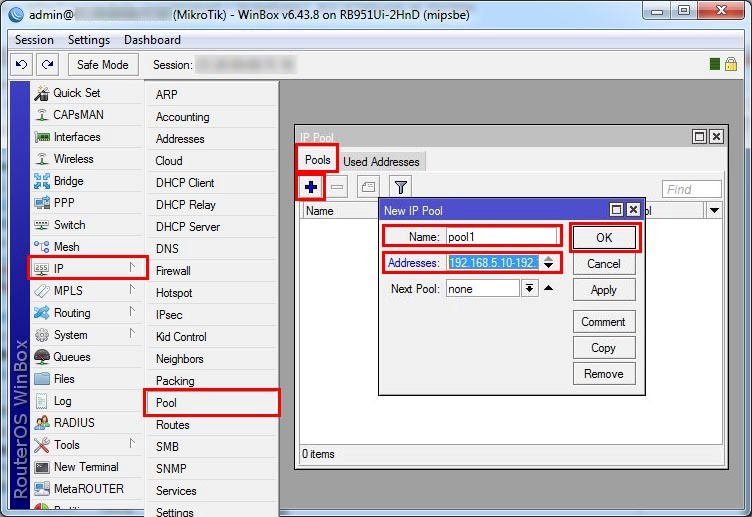 admin@ (MikroTik) - WinBox v6.43.8 on RB951Ui-2HnD (mipsbe)
Session Settings Dashboard
Safe Mode Session:
RouterOS WinBox
Quick Set
CAPsMAN
Interfaces
Wireless
Bridge
PPP
Switch
Mesh
IP
MPLS
Routing
System
Queues
Files
Log
RADIUS
Tools
New Terminal
MetaROUTER
ARP
Accounting
Addresses
Cloud
DHCP Client
DHCP Relay
DHCP Server
DNS
Firewall
Hotspot
IPsec
Kid Control
Neighbors
Packing
Pool
Routes
SMB
SNMP
Services
Settings
IP Pool
Pools Used Addresses
Find
Name
New IP Pool
Name: pool1
Addresses: 192.168.5.10-192.
Next Pool: none
OK
Cancel
Apply
Comment
Copy
Remove
0 items